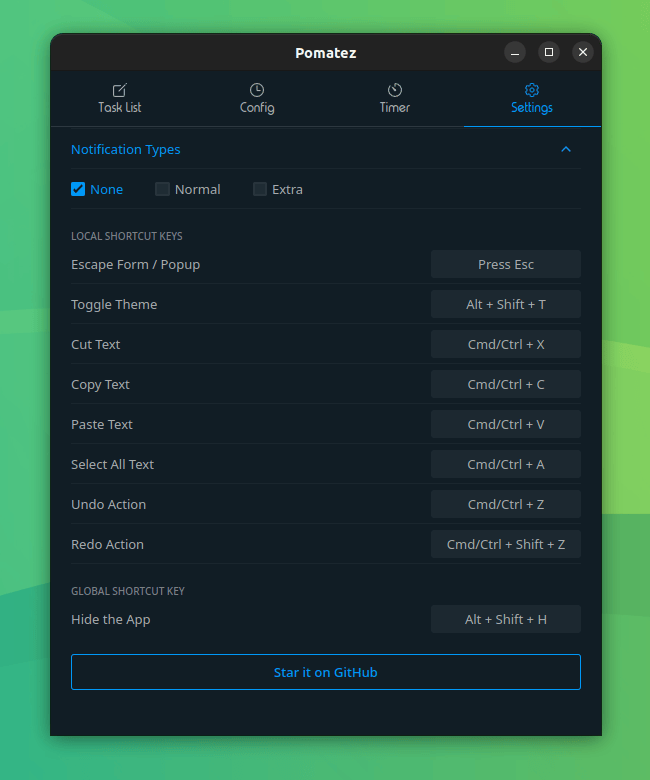 Pomatez
Task List Config Timer Settings
Notification Types
None Normal Extra
LOCAL SHORTCUT KEYS
Escape Form / Popup Press Esc
Toggle Theme Alt + Shift + T
Cut Text Cmd/Ctrl + X
Copy Text Cmd/Ctrl + C
Paste Text Cmd/Ctrl + V
Select All Text Cmd/Ctrl + A
Undo Action Cmd/Ctrl + Z
Redo Action Cmd/Ctrl + Shift + Z
GLOBAL SHORTCUT KEY
Hide the App Alt + Shift + H
Star it on GitHub